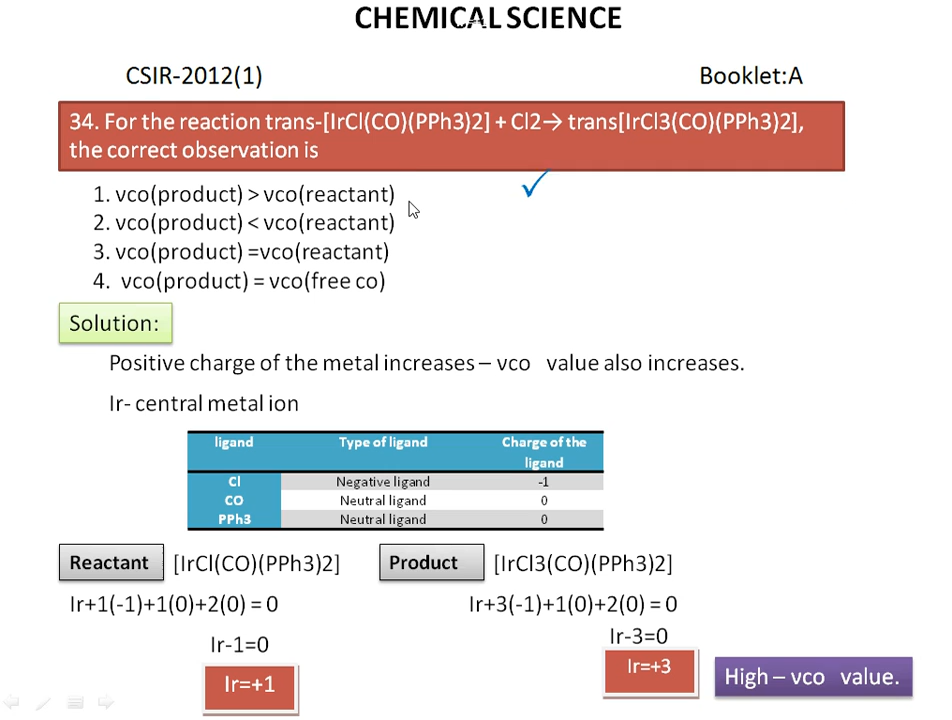 CHEMICAL SCIENCE
CSIR-2012(1) Booklet:A
34. For the reaction trans-[IrCl(CO)(PPh3)2] + Cl2→ trans[IrCl3(CO)(PPh3)2],
the correct observation is
1. vco(product) > vco(reactant)
2. vco(product) < vco(reactant)
3. vco(product) =vco(reactant)
4. vco(product) = vco(free co)
Solution:
Positive charge of the metal increases – vco value also increases.
Ir- central metal ion
ligand Type of ligand Charge of the
ligand
Cl Negative ligand -1
CO Neutral ligand 0
PPh3 Neutral ligand 0
Reactant [IrCl(CO)(PPh3)2] Product [IrCl3(CO)(PPh3)2]
Ir+1(-1)+1(0)+2(0) = 0 Ir+3(-1)+1(0)+2(0) = 0
Ir-1=0 Ir-3=0
Ir=+1 Ir=+3 High – vco value.